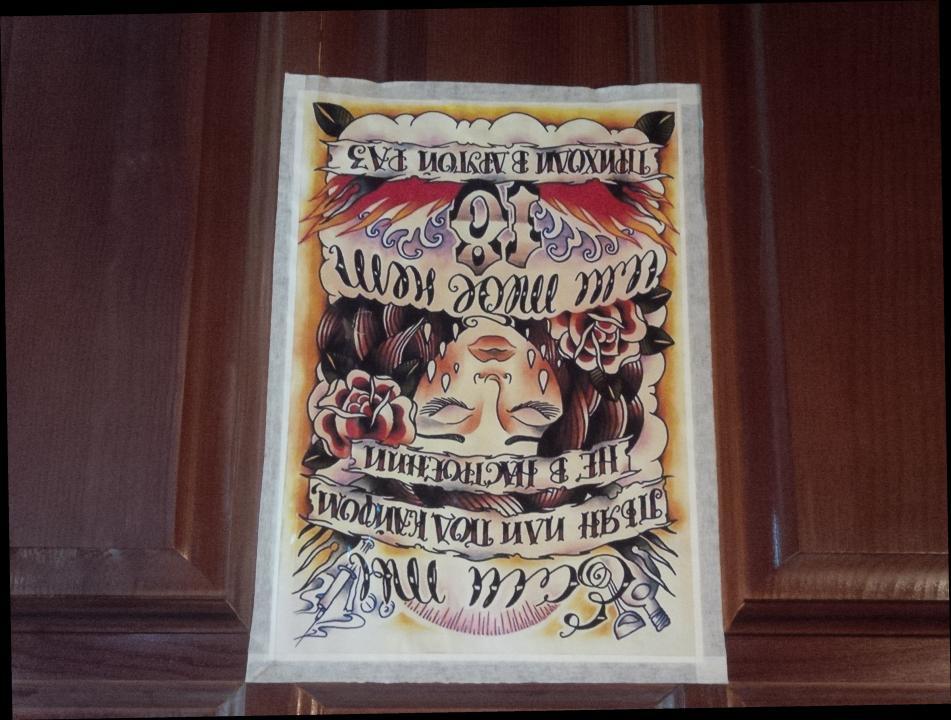 Если ты
ПЬЯН ИЛИ ПОД КАЙФОМ,
НЕ В НАСТРОЕНИИ
или тебе нет
18
ПРИХОДИ В ДРУГОЙ РАЗ